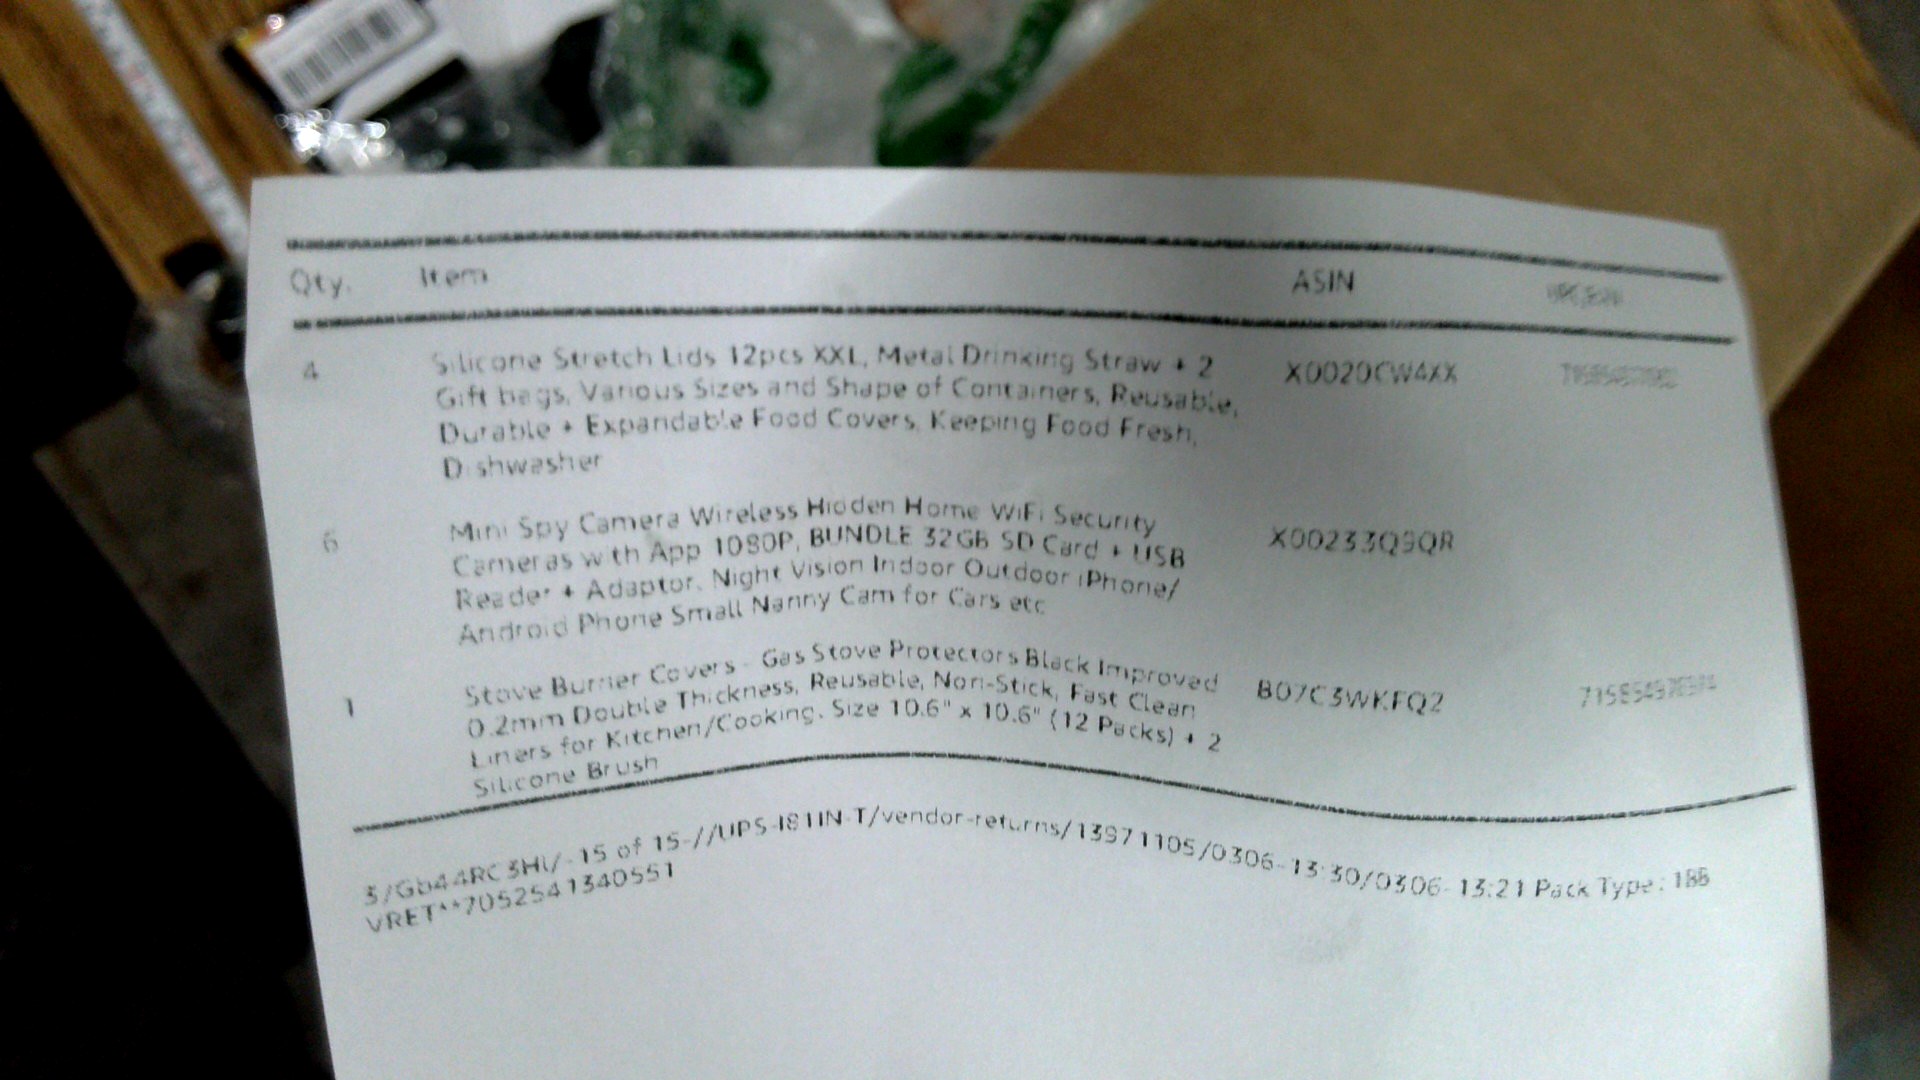 Qty. Item ASIN
4 Silicone Stretch Lids 12pcs XXL, Metal Drinking Straw + 2 X0020CW4XX
Gift bags, Various Sizes and Shape of Containers, Reusable,
Durable + Expandable Food Covers, Keeping Food Fresh,
Dishwasher
6 Mini Spy Camera Wireless Hidden Home WiFi Security X00233Q9QR
Cameras with App 1080P, BUNDLE 32GB SD Card + USB
Reader + Adaptor, Night Vision Indoor Outdoor iPhone/
Android Phone Small Nanny Cam for Cars etc
1 Stove Burner Covers - Gas Stove Protectors Black Improved B07C3WKFQ2
0.2mm Double Thickness, Reusable, Non-Stick, Fast Clean
Liners for Kitchen/Cooking. Size 10.6" x 10.6" (12 Packs) + 2
Silicone Brush
15 of 15-//UPS-I81IN-T/vendor-returns/13971105/0306-13:30/0306-13:21 Pack Type:
VRET**7052541340551